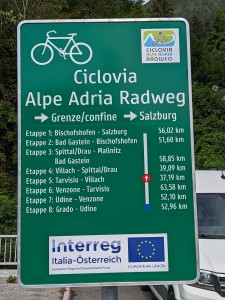 CICLOVIA
ALPE ADRIA
RADWEG
Ciclovia
Alpe Adria Radweg
Grenze/confine Salzburg
Etappe 1: Bischofshofen - Salzburg 56,02 km
Etappe 2: Bad Gastein - Bischofshofen 51,60 km
Etappe 3: Spittal/Drau - Mallnitz
Bad Gastein 58,85 km
Etappe 4: Villach - Spittal/Drau 39,09 km
Etappe 5: Tarvisio - Villach 37,19 km
Etappe 6: Venzone - Tarvisio 63,58 km
Etappe 7: Udine - Venzone 52,10 km
Etappe 8: Grado - Udine 52,96 km
Interreg
Italia-Österreich
European Regional Development Fund
EUROPEAN UNION